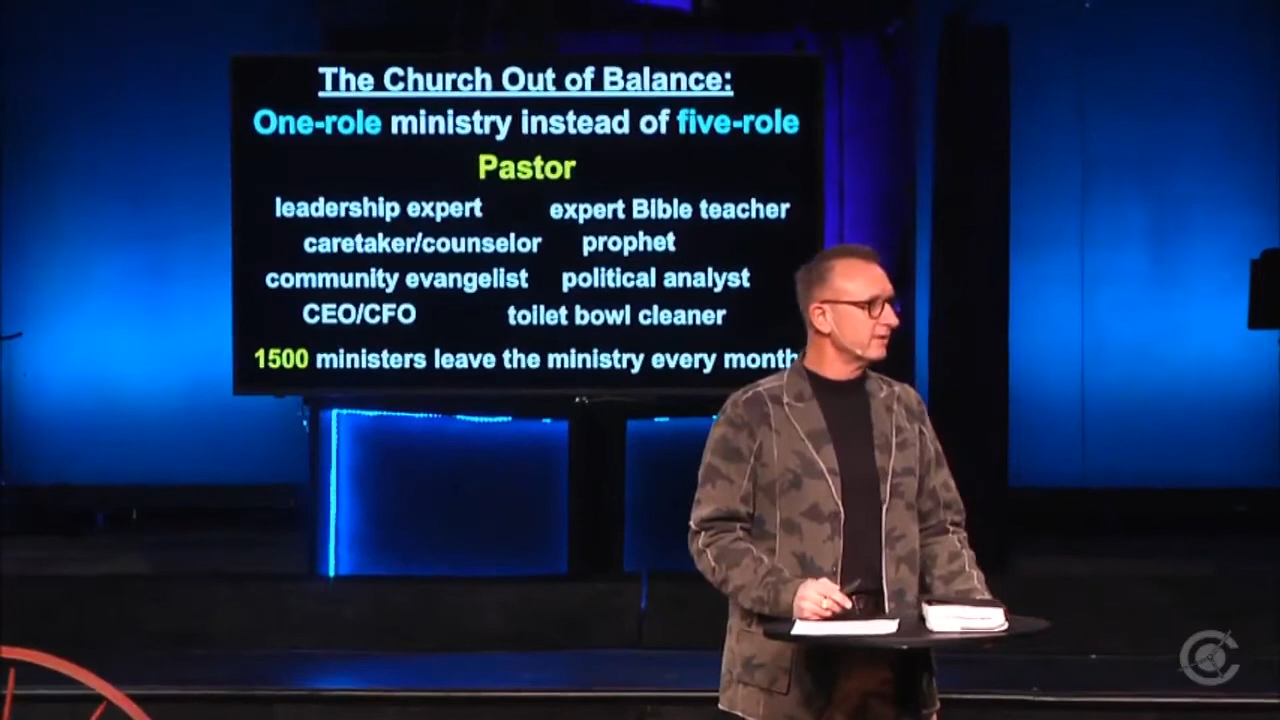 The Church Out of Balance:
One-role ministry instead of five-role
Pastor
leadership expert expert Bible teacher
caretaker/counselor prophet
community evangelist political analyst
CEO/CFO toilet bowl cleaner
1500 ministers leave the ministry every month